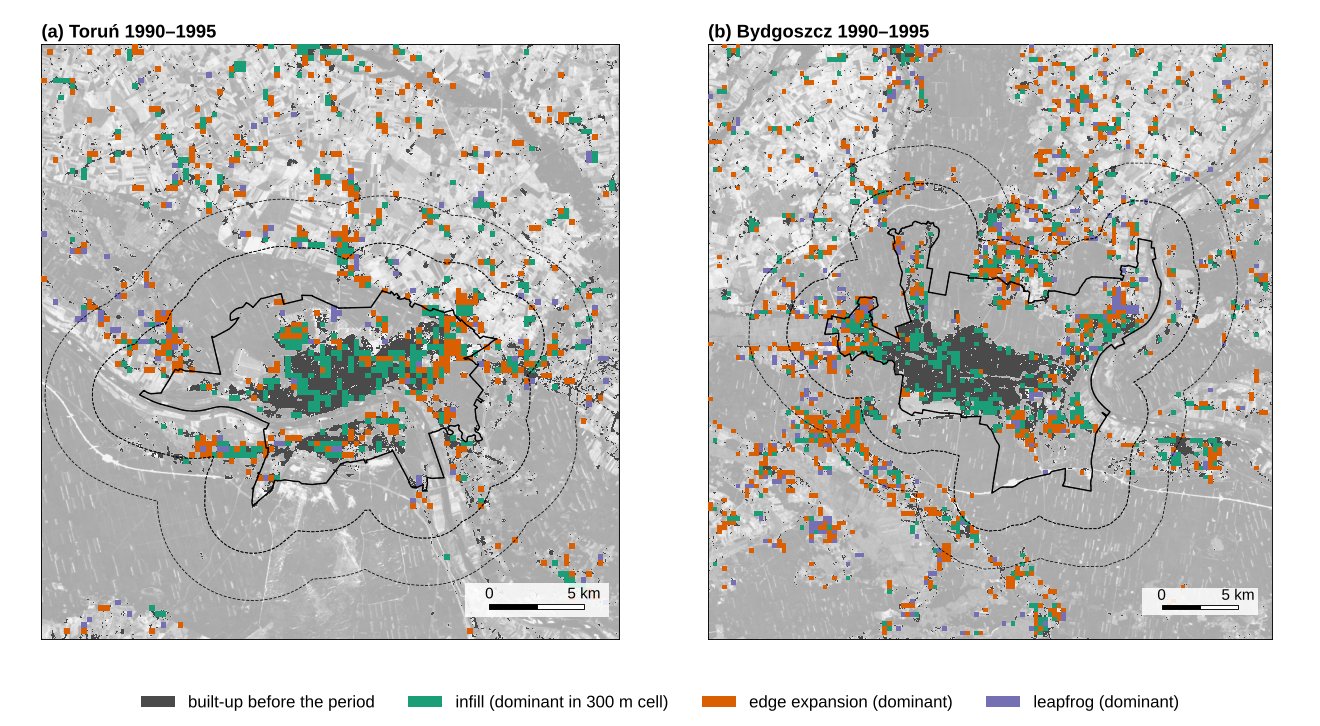 (a) Toruń 1990–1995
(b) Bydgoszcz 1990–1995
0 5 km
0 5 km
built-up before the period
infill (dominant in 300 m cell)
edge expansion (dominant)
leapfrog (dominant)